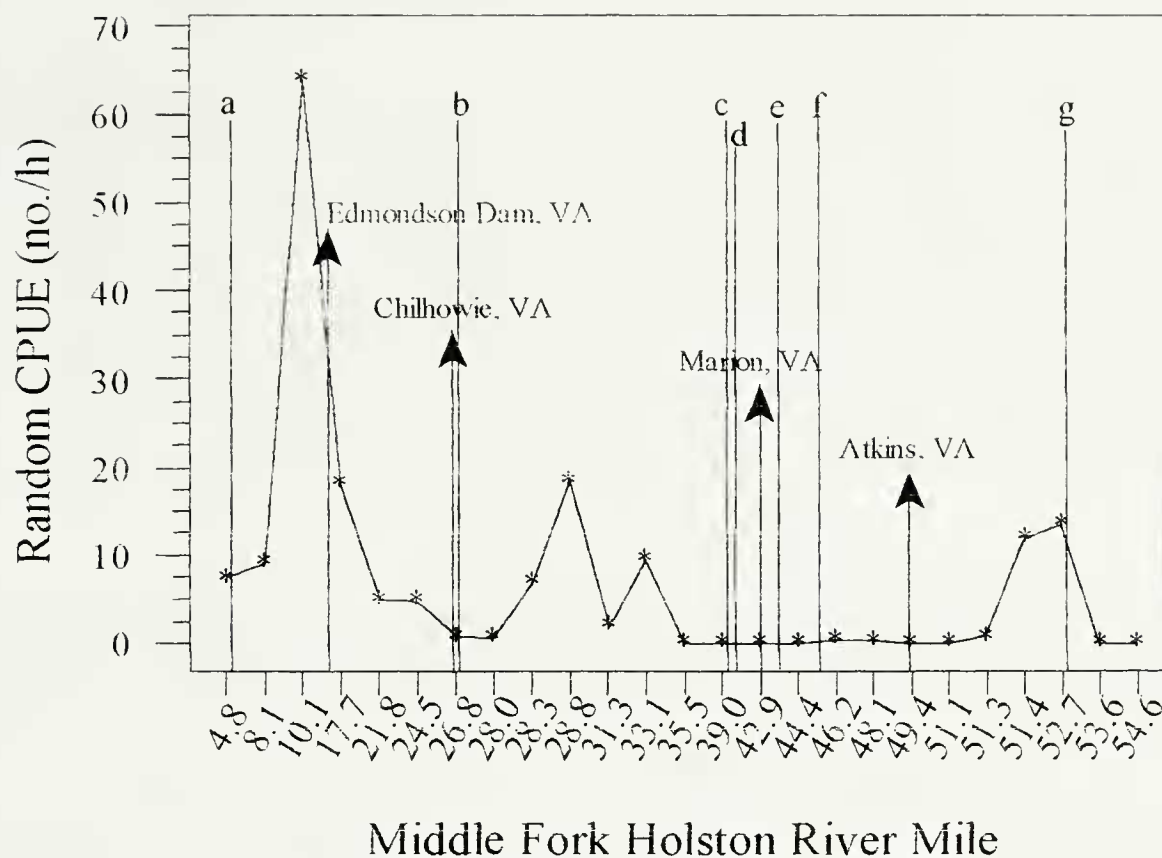 Random CPUE (no./h)
70
60
50
40
30
20
10
0
a
b
c
d
e
f
g
Edmondson Dam, VA
Chilhowie, VA
Marion, VA
Atkins, VA
4.8
8.1
10.1
17.7
21.8
24.5
26.8
28.0
28.3
28.8
31.3
33.1
35.5
39.0
42.9
44.4
46.2
48.1
49.4
51.1
51.3
51.4
52.7
53.6
54.6
Middle Fork Holston River Mile